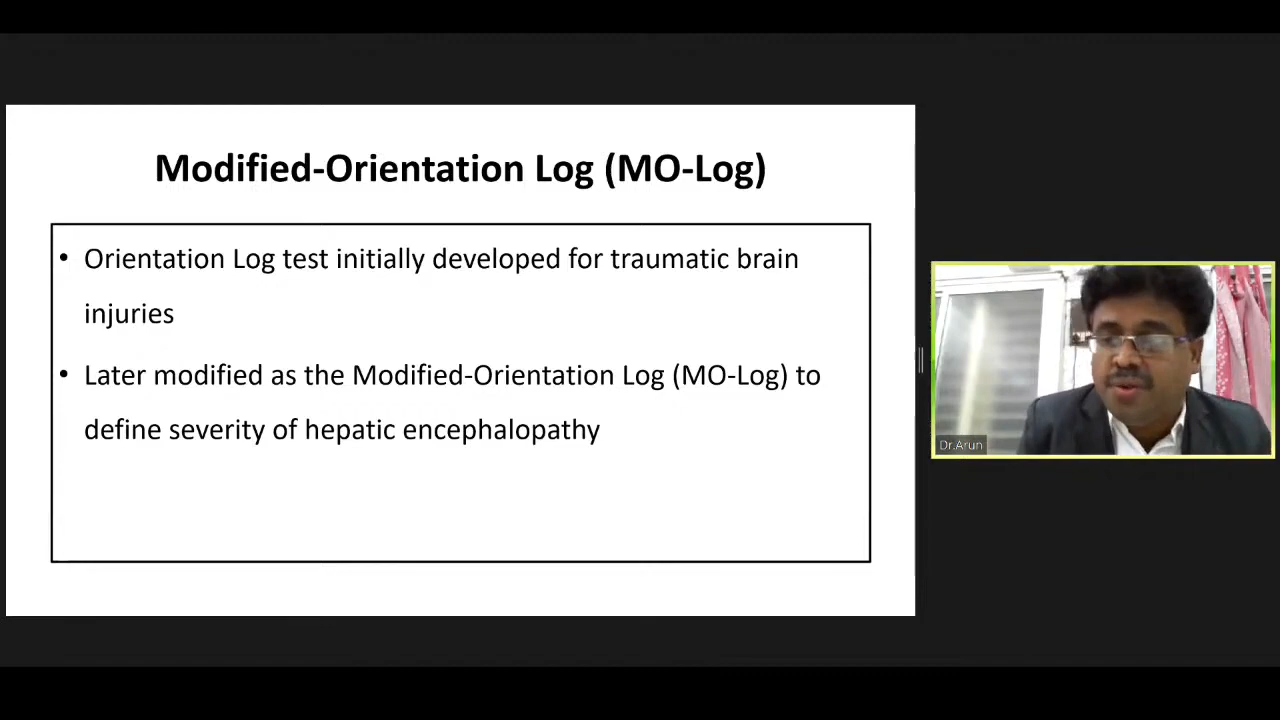 Modified-Orientation Log (MO-Log)
• Orientation Log test initially developed for traumatic brain
injuries
• Later modified as the Modified-Orientation Log (MO-Log) to
define severity of hepatic encephalopathy
Dr.Arun